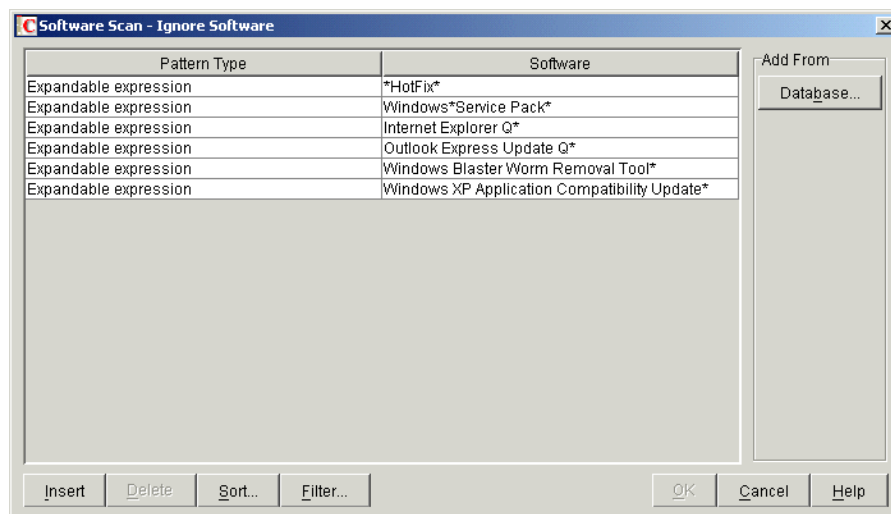 Software Scan - Ignore Software
Pattern Type Software
Expandable expression *HotFix*
Expandable expression Windows*Service Pack*
Expandable expression Internet Explorer Q*
Expandable expression Outlook Express Update Q*
Expandable expression Windows Blaster Worm Removal Tool*
Expandable expression Windows XP Application Compatibility Update*
Add From
Database...
Insert Delete Sort... Filter... OK Cancel Help